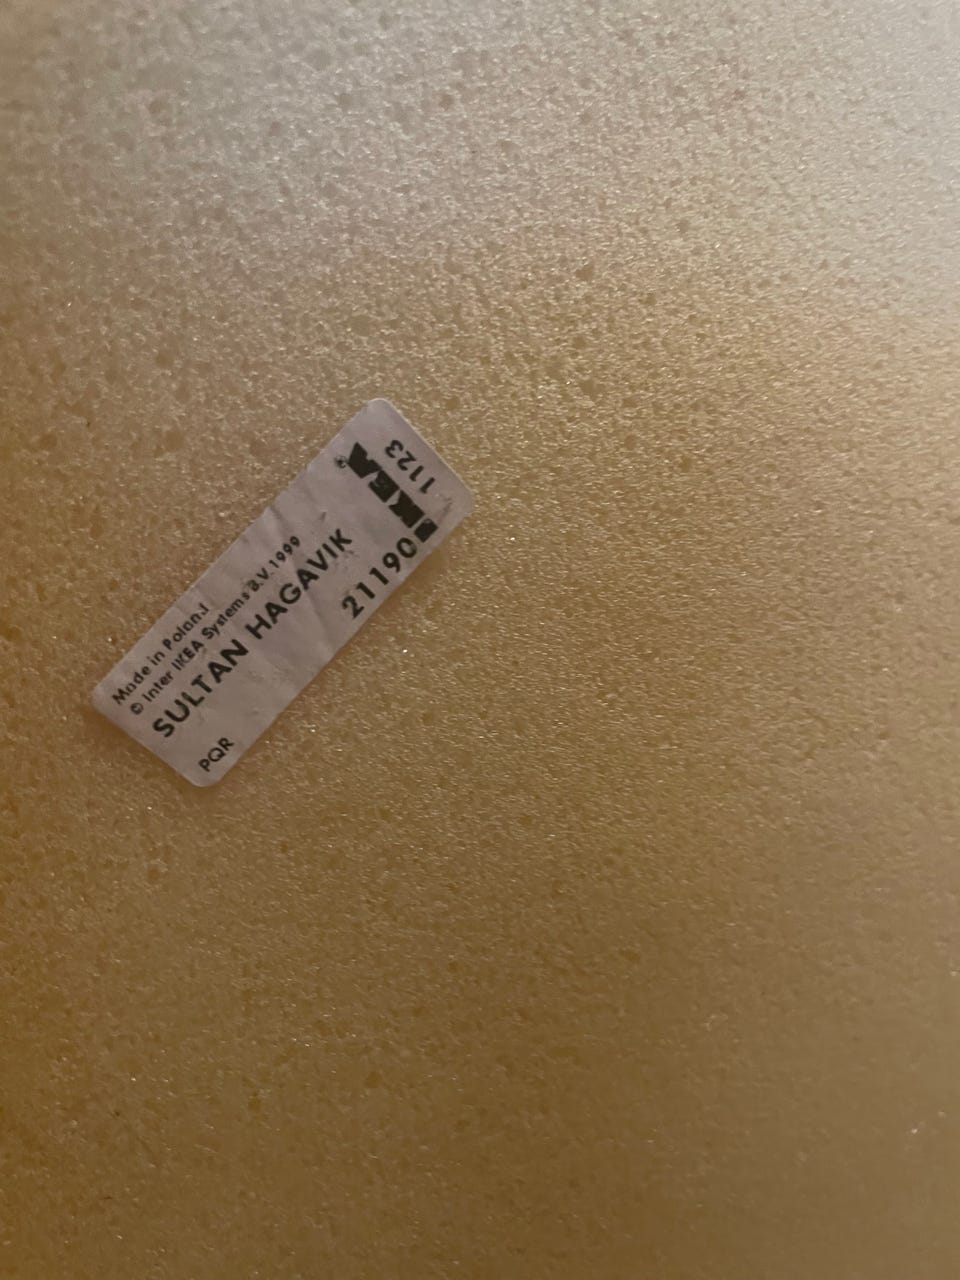 Made in Poland
© Inter IKEA Systems B.V. 1999
SULTAN HAGAVIK
PQR
21190
IKEA®
1123